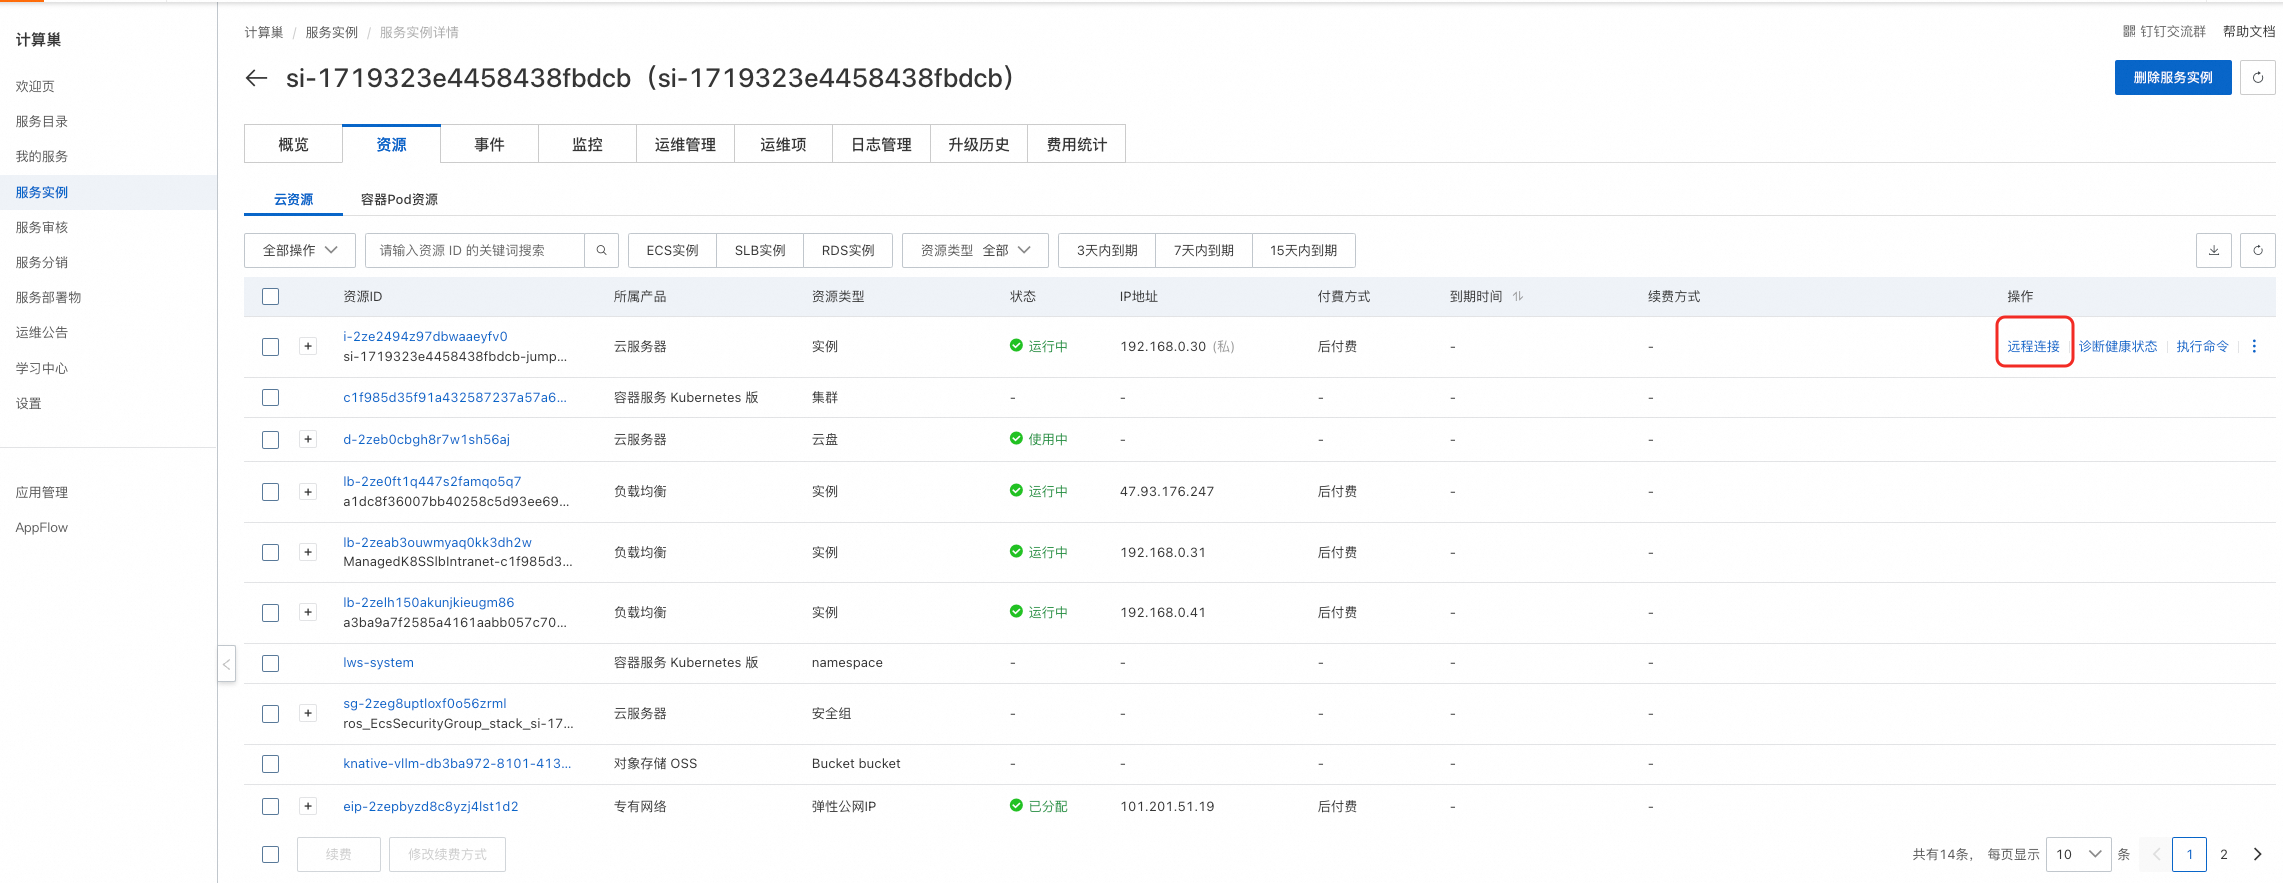 计算巢
欢迎页
服务目录
我的服务
服务实例
服务审核
服务分销
服务部署物
运维公告
学习中心
设置
应用管理
AppFlow
计算巢 / 服务实例 / 服务实例详情
钉钉交流群 帮助文档
si-1719323e4458438fbdcb（si-1719323e4458438fbdcb）
删除服务实例
概览 资源 事件 监控 运维管理 运维项 日志管理 升级历史 费用统计
云资源 容器Pod资源
全部操作 请输入资源 ID 的关键词搜索 ECS实例 SLB实例 RDS实例 资源类型 全部 3天内到期 7天内到期 15天内到期
资源ID 所属产品 资源类型 状态 IP地址 付費方式 到期时间 续费方式 操作
i-2ze2494z97dbwaaeyfv0
si-1719323e4458438fbdcb-jump...
云服务器 实例 运行中 192.168.0.30 (私) 后付费 - - 远程连接 诊断健康状态 执行命令
c1f985d35f91a432587237a57a6... 容器服务 Kubernetes 版 集群 - - - - -
d-2zeb0cbgh8r7w1sh56aj 云服务器 云盘 使用中 - - - -
lb-2ze0ft1q447s2famqo5q7
a1dc8f36007bb40258c5d93ee69...
负载均衡 实例 运行中 47.93.176.247 后付费 - -
lb-2zeab3ouwmyaq0kk3dh2w
ManagedK8SSlbIntranet-c1f985d3...
负载均衡 实例 运行中 192.168.0.31 后付费 - -
lb-2zelh150akunjkieugm86
a3ba9a7f2585a4161aabb057c70...
负载均衡 实例 运行中 192.168.0.41 后付费 - -
lws-system 容器服务 Kubernetes 版 namespace - - - - -
sg-2zeg8uptloxf0o56zrml
ros_EcsSecurityGroup_stack_si-17...
云服务器 安全组 - - - - -
knative-vllm-db3ba972-8101-413... 对象存储 OSS Bucket bucket - - - - -
eip-2zepbyzd8c8yzj4lst1d2 专有网络 弹性公网IP 已分配 101.201.51.19 后付费 - -
续费 修改续费方式
共有14条， 每页显示 10 条 1 2